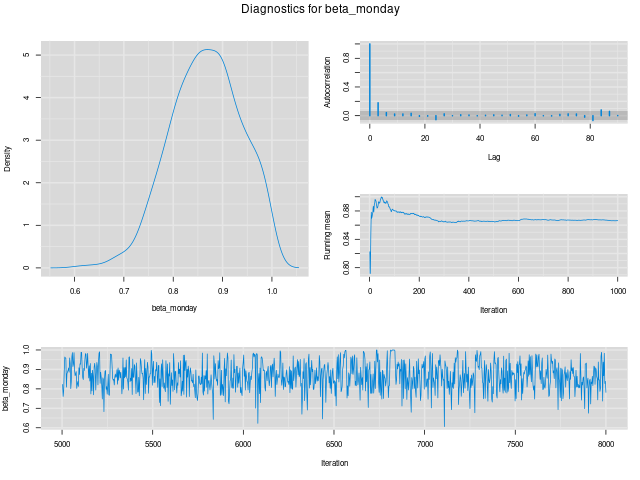 Diagnostics for beta_monday
Density
0 1 2 3 4 5
0.6 0.7 0.8 0.9 1.0
beta_monday
Autocorrelation
0.0 0.4 0.8
0 20 40 60 80
Lag
Running mean
0.80 0.84 0.88
0 200 400 600 800 1000
Iteration
beta_monday
0.6 0.7 0.8 0.9 1.0
5000 5500 6000 6500 7000 7500 8000
Iteration